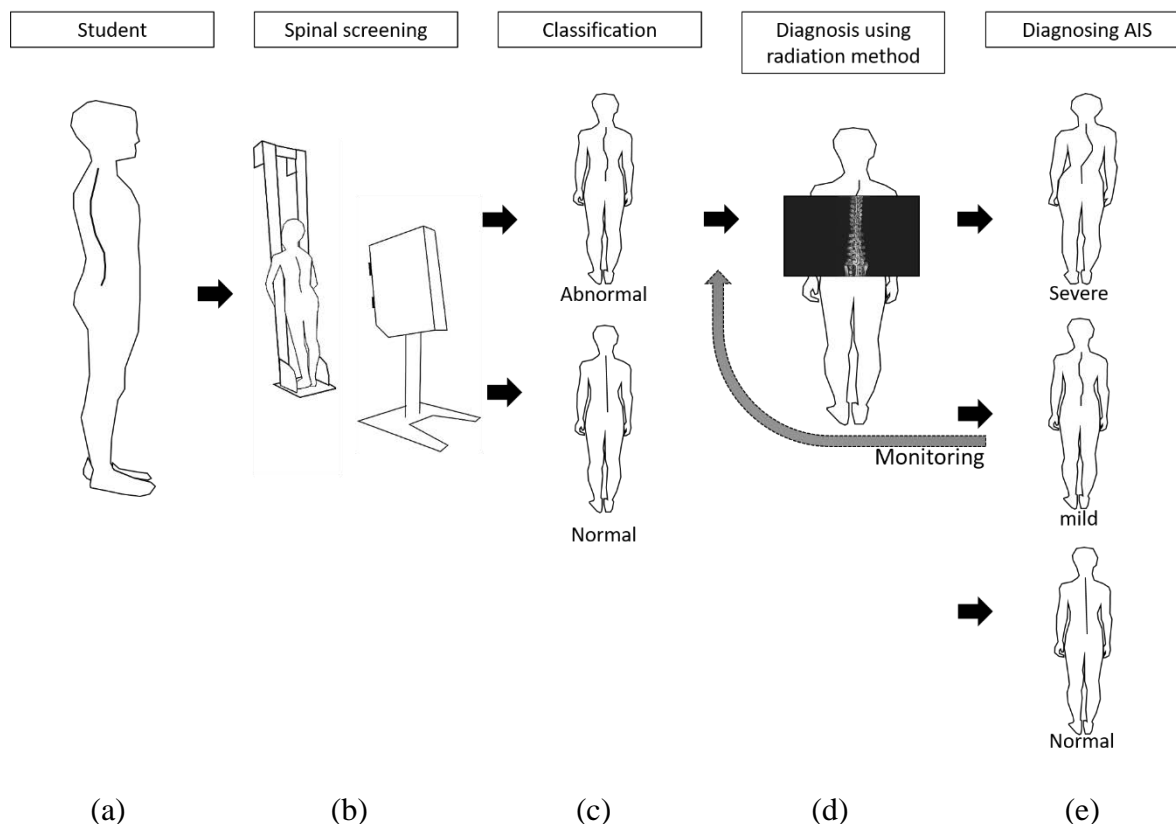 Student
Spinal screening
Classification
Diagnosis using
radiation method
Diagnosing AIS
Abnormal
Normal
Severe
Monitoring
mild
Normal
(a)
(b)
(c)
(d)
(e)